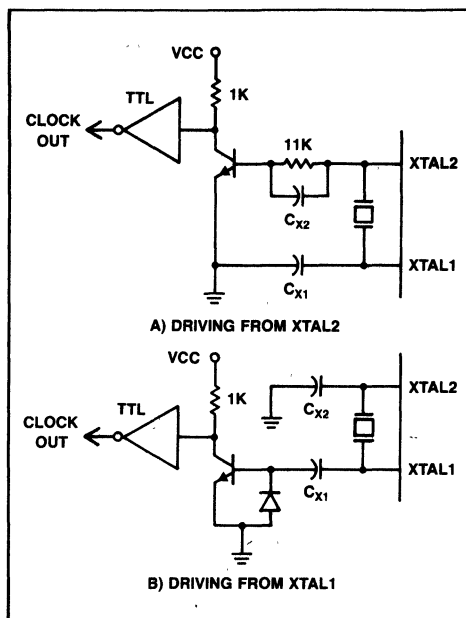 VCC
TTL
1K
CLOCK
OUT
11K
XTAL2
CX2
XTAL1
CX1
A) DRIVING FROM XTAL2
VCC
XTAL2
TTL
1K
CX2
CLOCK
OUT
XTAL1
CX1
B) DRIVING FROM XTAL1